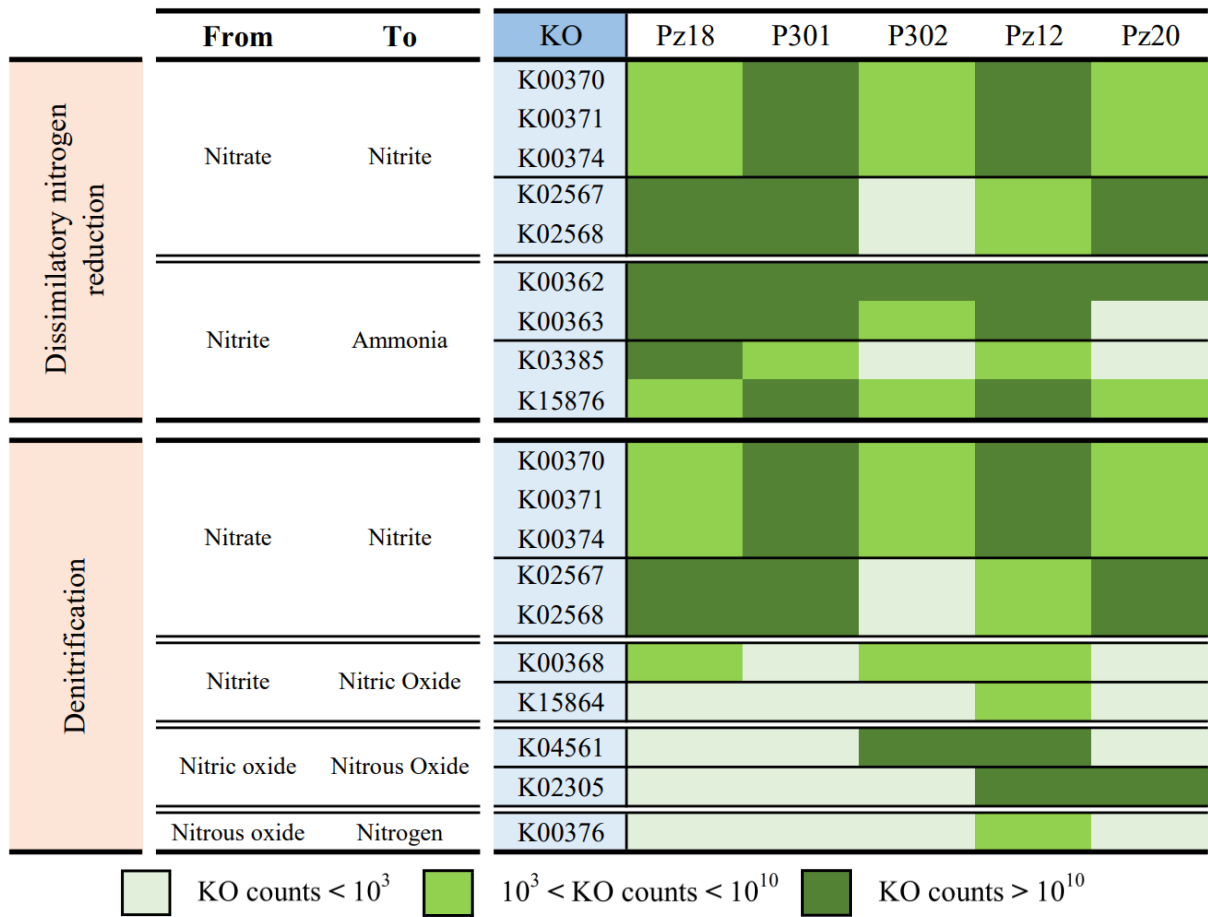 From To KO Pz18 P301 P302 Pz12 Pz20
Dissimilatory nitrogen
reduction
Nitrate Nitrite
K00370
K00371
K00374
K02567
K02568
Nitrite Ammonia
K00362
K00363
K03385
K15876
Denitrification
Nitrate Nitrite
K00370
K00371
K00374
K02567
K02568
Nitrite Nitric Oxide
K00368
K15864
Nitric oxide Nitrous Oxide
K04561
K02305
Nitrous oxide Nitrogen K00376
KO counts < 10³ 10³ < KO counts < 10¹⁰ KO counts > 10¹⁰